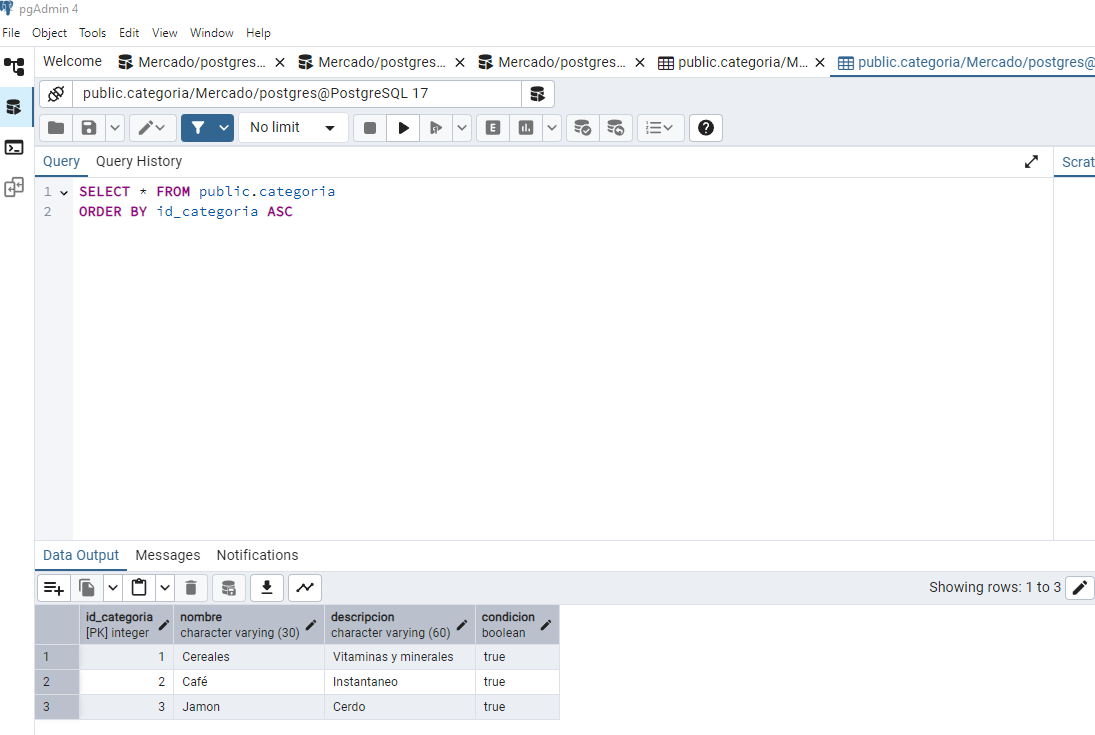 pgAdmin 4
File Object Tools Edit View Window Help
Welcome Mercado/postgres... Mercado/postgres... Mercado/postgres... public.categoria/M... public.categoria/Mercado/postgres@
public.categoria/Mercado/postgres@PostgreSQL 17
No limit E
Query Query History Scrat
1 SELECT * FROM public.categoria
2 ORDER BY id_categoria ASC
Data Output Messages Notifications
Showing rows: 1 to 3
id_categoria nombre descripcion condicion
[PK] integer character varying (30) character varying (60) boolean
1 1 Cereales Vitaminas y minerales true
2 2 Café Instantaneo true
3 3 Jamon Cerdo true